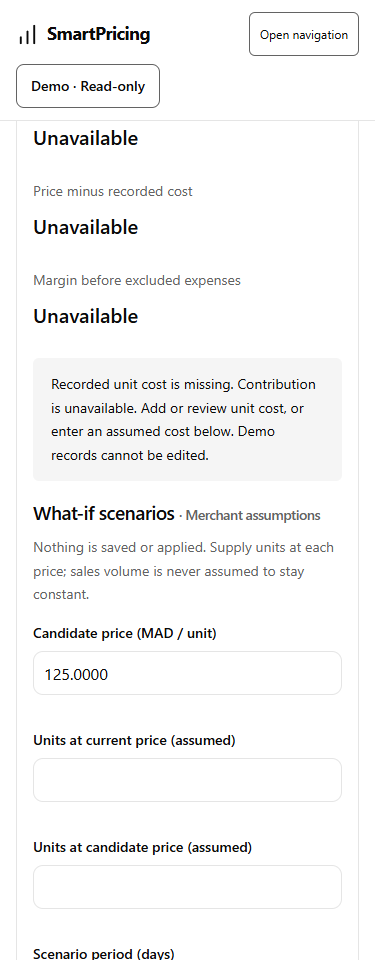 SmartPricing
Open navigation
Demo · Read-only
Unavailable
Price minus recorded cost
Unavailable
Margin before excluded expenses
Unavailable
Recorded unit cost is missing. Contribution
is unavailable. Add or review unit cost, or
enter an assumed cost below. Demo
records cannot be edited.
What-if scenarios · Merchant assumptions
Nothing is saved or applied. Supply units at each
price; sales volume is never assumed to stay
constant.
Candidate price (MAD / unit)
125.0000
Units at current price (assumed)
Units at candidate price (assumed)
Scenario period (days)